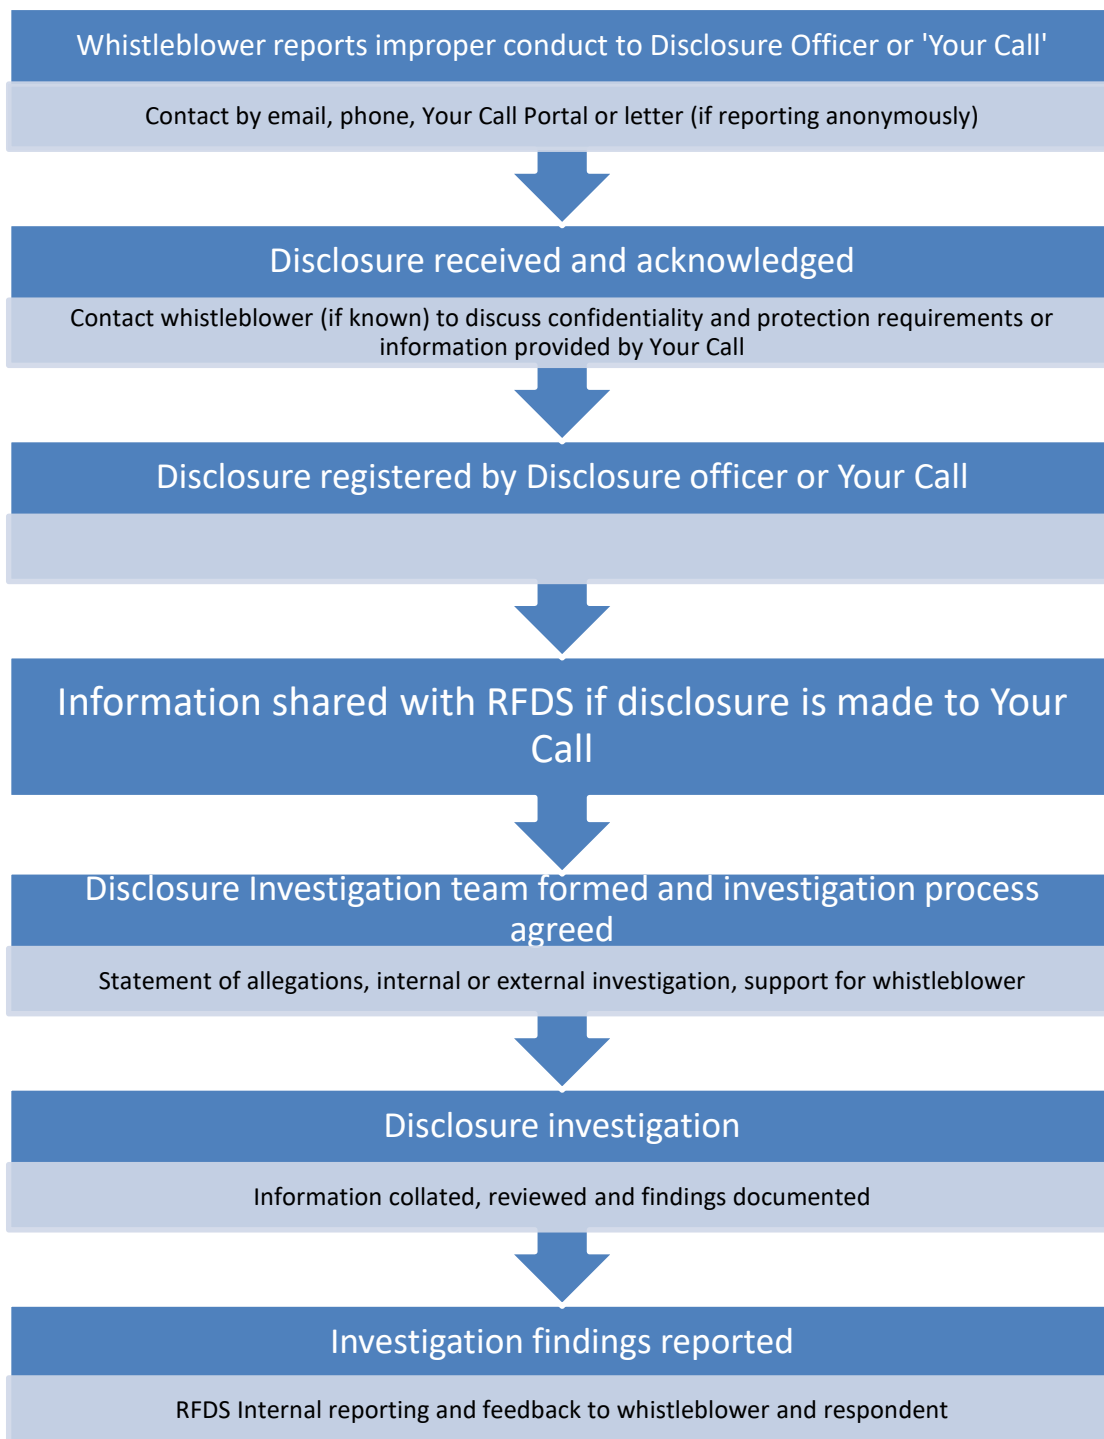 Whistleblower reports improper conduct to Disclosure Officer or 'Your Call'
Contact by email, phone, Your Call Portal or letter (if reporting anonymously)
Disclosure received and acknowledged
Contact whistleblower (if known) to discuss confidentiality and protection requirements or
information provided by Your Call
Disclosure registered by Disclosure officer or Your Call
Information shared with RFDS if disclosure is made to Your
Call
Disclosure Investigation team formed and investigation process
agreed
Statement of allegations, internal or external investigation, support for whistleblower
Disclosure investigation
Information collated, reviewed and findings documented
Investigation findings reported
RFDS Internal reporting and feedback to whistleblower and respondent